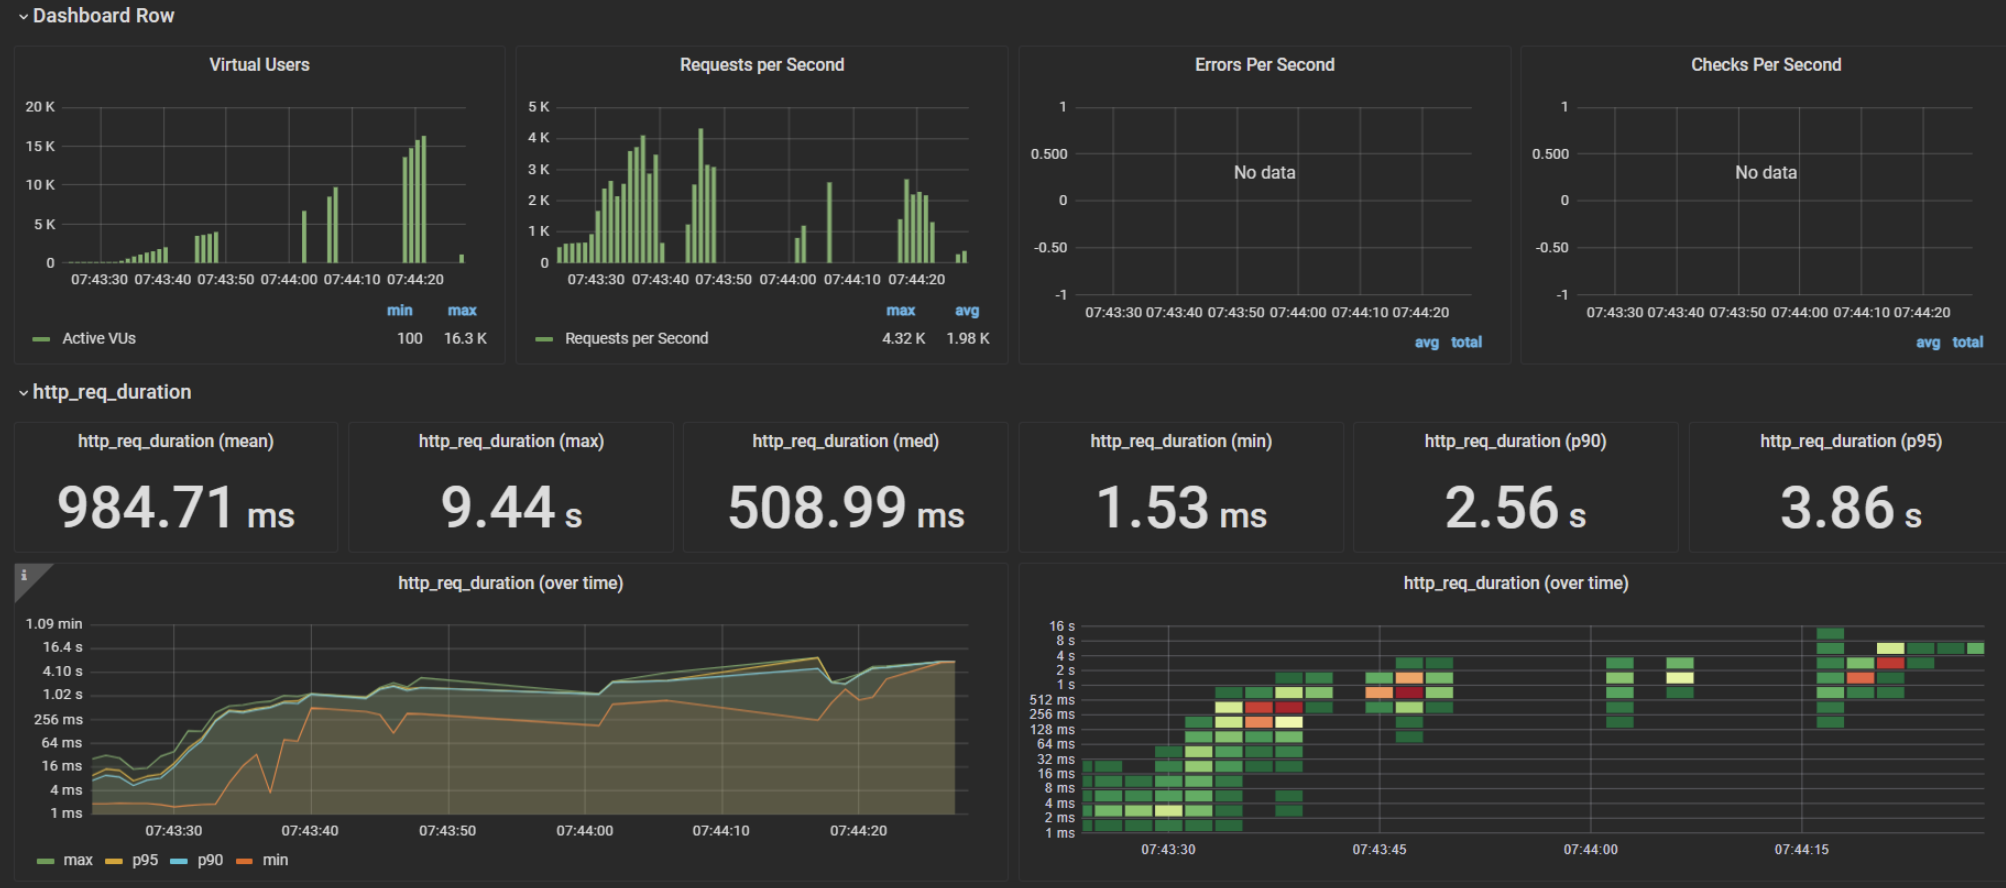 Dashboard Row
Virtual Users
20 K
15 K
10 K
5 K
0
07:43:30 07:43:40 07:43:50 07:44:00 07:44:10 07:44:20
min max
Active VUs 100 16.3 K
Requests per Second
5 K
4 K
3 K
2 K
1 K
0
07:43:30 07:43:40 07:43:50 07:44:00 07:44:10 07:44:20
max avg
Requests per Second 4.32 K 1.98 K
Errors Per Second
1
0.500
0
-0.50
-1
No data
07:43:30 07:43:40 07:43:50 07:44:00 07:44:10 07:44:20
avg total
Checks Per Second
1
0.500
0
-0.50
-1
No data
07:43:30 07:43:40 07:43:50 07:44:00 07:44:10 07:44:20
avg total
http_req_duration
http_req_duration (mean)
984.71 ms
http_req_duration (max)
9.44 s
http_req_duration (med)
508.99 ms
http_req_duration (min)
1.53 ms
http_req_duration (p90)
2.56 s
http_req_duration (p95)
3.86 s
i
http_req_duration (over time)
1.09 min
16.4 s
4.10 s
1.02 s
256 ms
64 ms
16 ms
4 ms
1 ms
07:43:30 07:43:40 07:43:50 07:44:00 07:44:10 07:44:20
max p95 p90 min
http_req_duration (over time)
16 s
8 s
4 s
2 s
1 s
512 ms
256 ms
128 ms
64 ms
32 ms
16 ms
8 ms
4 ms
2 ms
1 ms
07:43:30 07:43:45 07:44:00 07:44:15